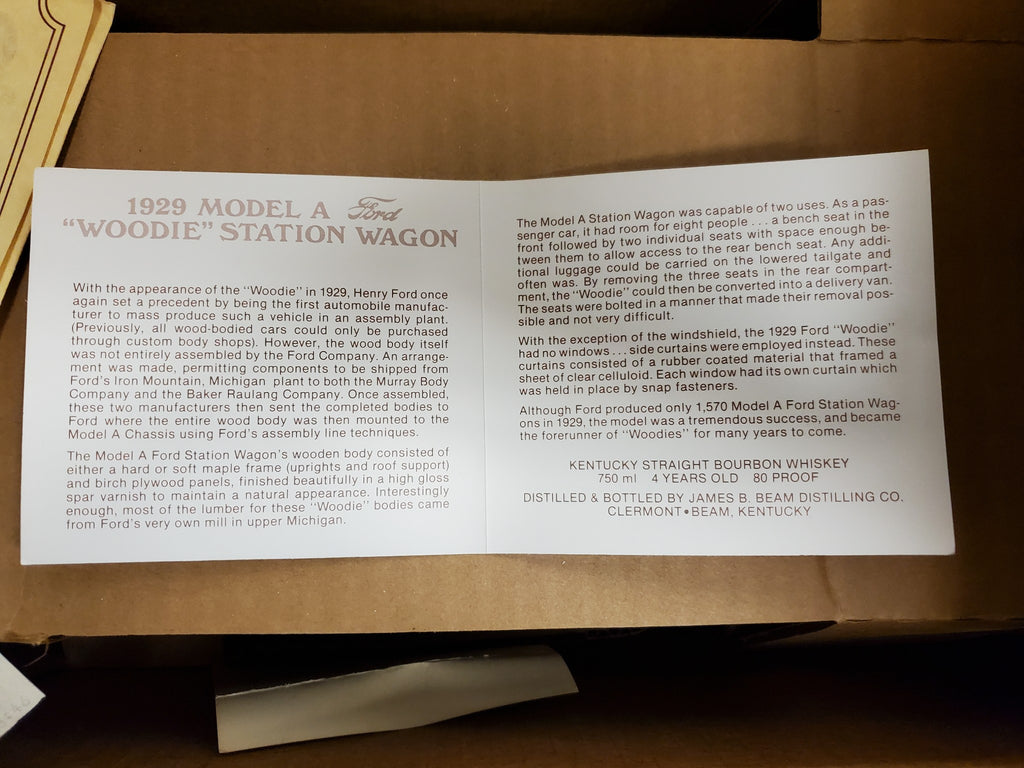 1929 MODEL A Ford
“WOODIE” STATION WAGON
With the appearance of the “Woodie” in 1929, Henry Ford once
again set a precedent by being the first automobile manufac-
turer to mass produce such a vehicle in an assembly plant.
(Previously, all wood-bodied cars could only be purchased
through custom body shops). However, the wood body itself
was not entirely assembled by the Ford Company. An arrange-
ment was made, permitting components to be shipped from
Ford’s Iron Mountain, Michigan plant to both the Murray Body
Company and the Baker Raulang Company. Once assembled,
these two manufacturers then sent the completed bodies to
Ford where the entire wood body was then mounted to the
Model A Chassis using Ford’s assembly line techniques.
The Model A Ford Station Wagon’s wooden body consisted of
either a hard or soft maple frame (uprights and roof support)
and birch plywood panels, finished beautifully in a high gloss
spar varnish to maintain a natural appearance. Interestingly
enough, most of the lumber for these “Woodie” bodies came
from Ford’s very own mill in upper Michigan.
The Model A Station Wagon was capable of two uses. As a pas-
senger car, it had room for eight people . . . a bench seat in the
front followed by two individual seats with space enough be-
tween them to allow access to the rear bench seat. Any addi-
tional luggage could be carried on the lowered tailgate and
often was. By removing the three seats in the rear compart-
ment, the “Woodie” could then be converted into a delivery van.
The seats were bolted in a manner that made their removal pos-
sible and not very difficult.
With the exception of the windshield, the 1929 Ford “Woodie”
had no windows . . . side curtains were employed instead. These
curtains consisted of a rubber coated material that framed a
sheet of clear celluloid. Each window had its own curtain which
was held in place by snap fasteners.
Although Ford produced only 1,570 Model A Ford Station Wag-
ons in 1929, the model was a tremendous success, and became
the forerunner of “Woodies” for many years to come.
KENTUCKY STRAIGHT BOURBON WHISKEY
750 ml 4 YEARS OLD 80 PROOF
DISTILLED & BOTTLED BY JAMES B. BEAM DISTILLING CO.
CLERMONT•BEAM, KENTUCKY